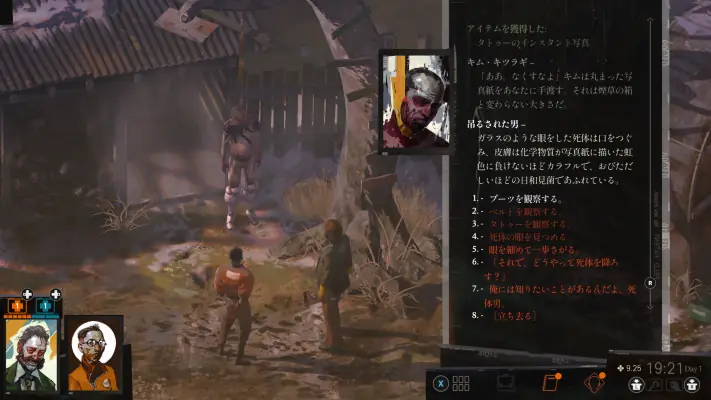 アイテムを獲得した:
タトゥーのインスタント写真
キム・キツラギ –
「ああ、なくすなよ」キムは丸まった写
真紙をあなたに手渡す。それは煙草の箱
と変わらない大きさだ。
吊るされた男 –
ガラスのような眼をした死体は口をつぐ
み、皮膚は化学物質が写真紙に描いた虹
色に負けないほどカラフルで、おびただ
しいほどの日和見菌であふれている。
1. - ブーツを観察する。
2. - ベルトを観察する。
3. - タトゥーを観察する。
4. - 死体の眼を見つめる。
5. - 眼を細めて一歩さがる。
6. - 「それで、どうやって死体を降ろ
す？」
7. - 俺には知りたいことがあるんだよ、死
体男。
8. - [立ち去る]
R
X
9.25
19:21 Day 1